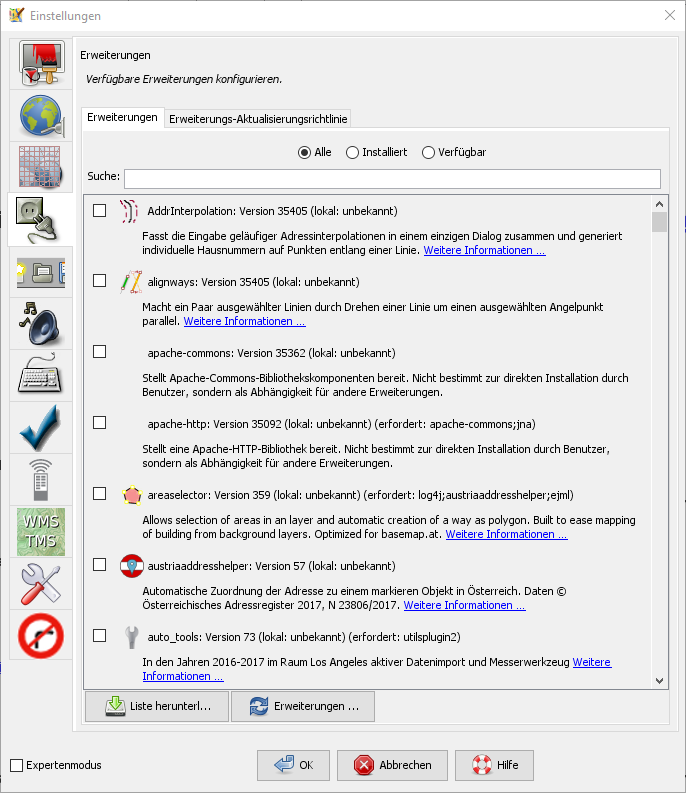 Einstellungen
Erweiterungen
Verfügbare Erweiterungen konfigurieren.
Erweiterungen
Erweiterungs-Aktualisierungsrichtlinie
Alle
Installiert
Verfügbar
Suche:
AddrInterpolation: Version 35405 (lokal: unbekannt)
Fasst die Eingabe geläufiger Adressinterpolationen in einem einzigen Dialog zusammen und generiert
individuelle Hausnummern auf Punkten entlang einer Linie. Weitere Informationen ...
alignways: Version 35405 (lokal: unbekannt)
Macht ein Paar ausgewählter Linien durch Drehen einer Linie um einen ausgewählten Angelpunkt
parallel. Weitere Informationen ...
apache-commons: Version 35362 (lokal: unbekannt)
Stellt Apache-Commons-Bibliothekskomponenten bereit. Nicht bestimmt zur direkten Installation durch
Benutzer, sondern als Abhängigkeit für andere Erweiterungen.
apache-http: Version 35092 (lokal: unbekannt) (erfordert: apache-commons;jna)
Stellt eine Apache-HTTP-Bibliothek bereit. Nicht bestimmt zur direkten Installation durch Benutzer,
sondern als Abhängigkeit für andere Erweiterungen.
areaselector: Version 359 (lokal: unbekannt) (erfordert: log4j;austriaaddresshelper;ejml)
Allows selection of areas in an layer and automatic creation of a way as polygon. Built to ease mapping
of building from background layers. Optimized for basemap.at. Weitere Informationen ...
austriaaddresshelper: Version 57 (lokal: unbekannt)
Automatische Zuordnung der Adresse zu einem markieren Objekt in Österreich. Daten ©
Österreichisches Adressregister 2017, N 23806/2017. Weitere Informationen ...
auto_tools: Version 73 (lokal: unbekannt) (erfordert: utilsplugin2)
In den Jahren 2016-2017 im Raum Los Angeles aktiver Datenimport und Messerwerkzeug Weitere
Informationen ...
WMS
TMS
Liste herunterl...
Erweiterungen ...
Expertenmodus
OK
Abbrechen
Hilfe